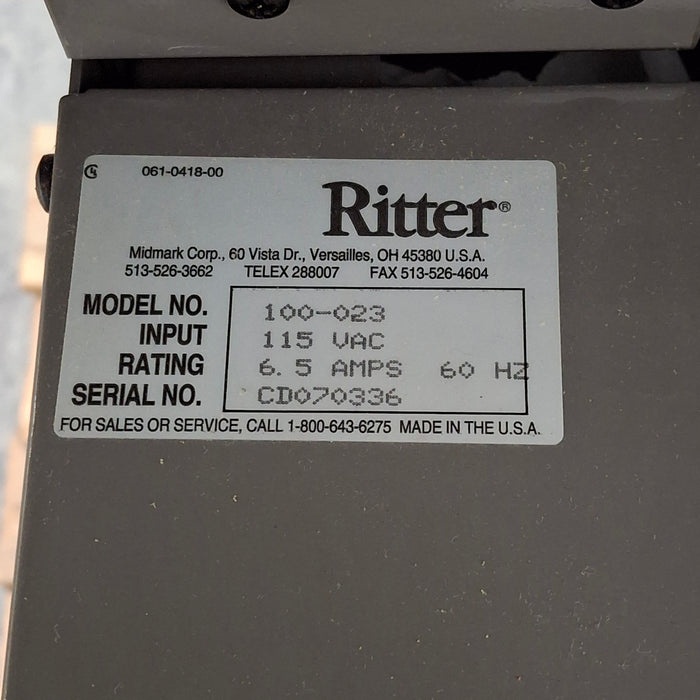 061-0418-00
Ritter®
Midmark Corp., 60 Vista Dr., Versailles, OH 45380 U.S.A.
513-526-3662 TELEX 288007 FAX 513-526-4604
MODEL NO. 100-023
INPUT 115 VAC
RATING 6.5 AMPS 60 HZ
SERIAL NO. CD070336
FOR SALES OR SERVICE, CALL 1-800-643-6275 MADE IN THE U.S.A.